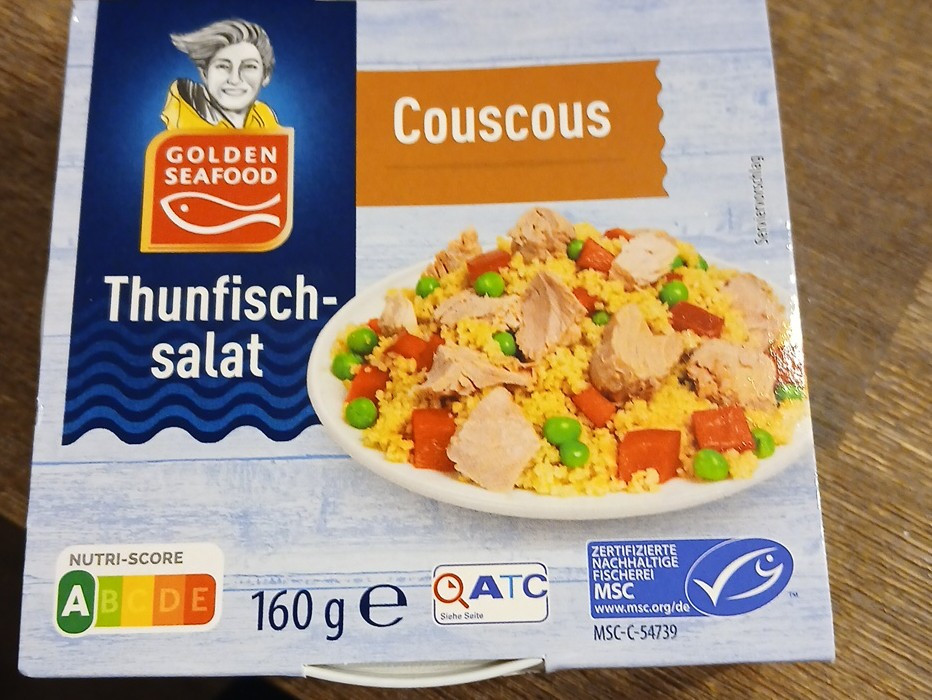 GOLDEN
SEAFOOD
Thunfisch-
salat
Couscous
Serviervorschlag
NUTRI-SCORE
A B C D E
160 g e
ATC
Siehe Seite
ZERTIFIZIERTE
NACHHALTIGE
FISCHEREI
MSC
www.msc.org/de
TM
MSC-C-54739